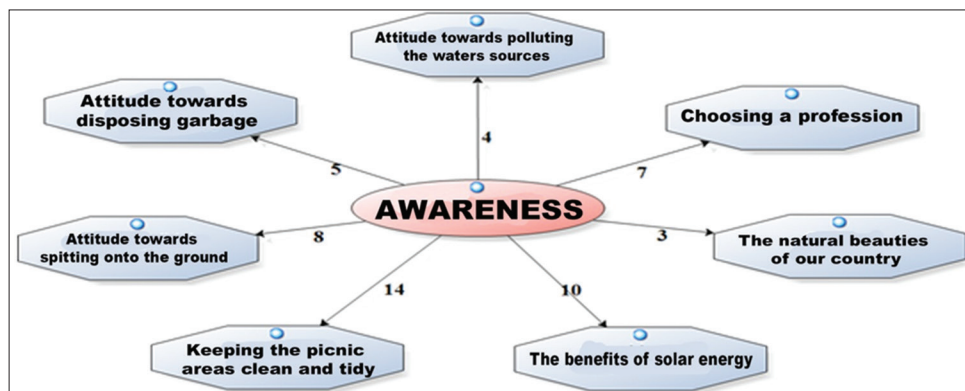 Attitude towards polluting
the waters sources
Attitude towards
disposing garbage
Choosing a profession
4
5
7
AWARENESS
Attitude towards
spitting onto the ground
8
3
The natural beauties
of our country
14
10
Keeping the picnic
areas clean and tidy
The benefits of solar energy